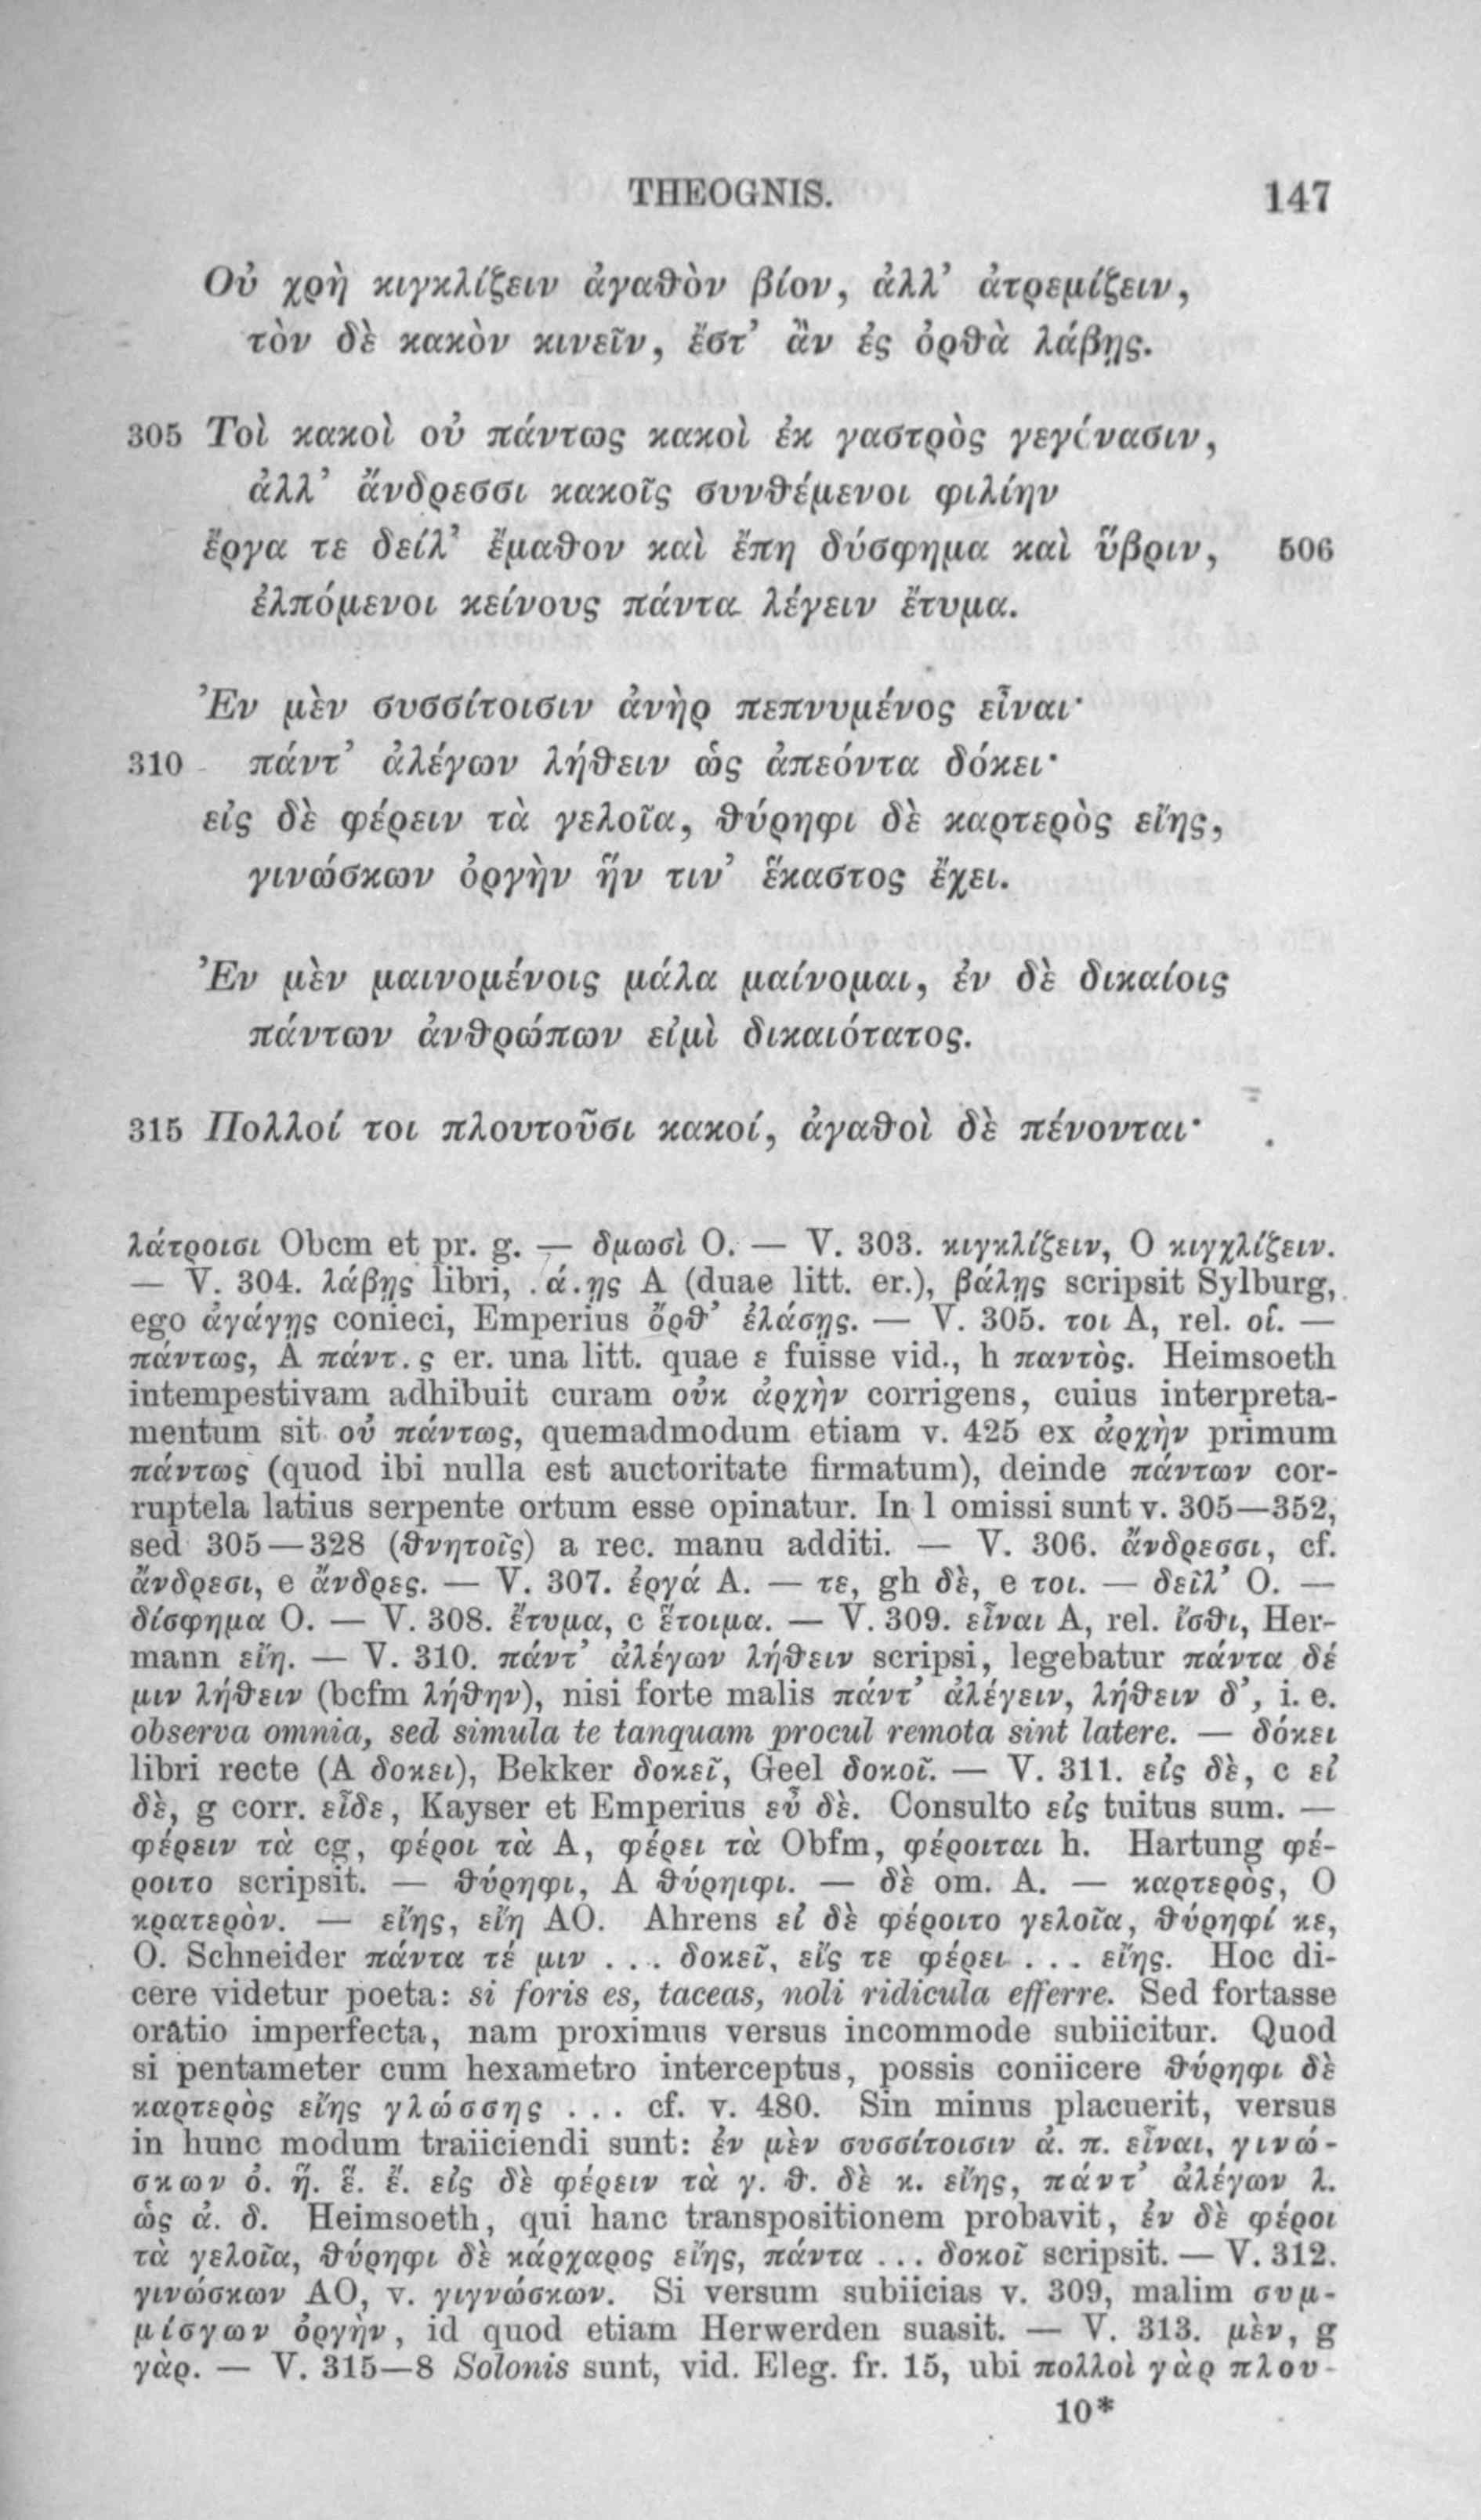 THEOGNIS. 147
Οὐ χρὴ κιγκλίζειν ἀγαθὸν βίον, ἀλλ’ ἀτρεμίζειν,
τὸν δὲ κακὸν κινεῖν, ἔστ’ ἂν ἐς ὀρθὰ λάβῃς.
305 Τοὶ κακοὶ οὐ πάντως κακοὶ ἐκ γαστρὸς γεγόνασιν,
ἀλλ’ ἄνδρεσσι κακοῖς συνθέμενοι φιλίην
ἔργα τε δείλ’ ἔμαθον καὶ ἔπη δύσφημα καὶ ὕβριν, 506
ἐλπόμενοι κείνους πάντα λέγειν ἔτυμα.
Ἐν μὲν συσσίτοισιν ἀνὴρ πεπνυμένος εἶναι·
310 πάντ’ ἀλέγων λήθειν ὡς ἀπεόντα δόκει·
εἰς δὲ φέρειν τὰ γελοῖα, θύρηφι δὲ καρτερὸς εἴης,
γινώσκων ὀργὴν ἥν τιν’ ἕκαστος ἔχει.
Ἐν μὲν μαινομένοις μάλα μαίνομαι, ἐν δὲ δικαίοις
πάντων ἀνθρώπων εἰμὶ δικαιότατος.
315 Πολλοί τοι πλουτοῦσι κακοί, ἀγαθοὶ δὲ πένονται·
λάτροισι Obcm et pr. g. — δμωσὶ O. — V. 303. κιγκλίζειν, O κιγχλίζειν.
— V. 304. λάβῃς libri, .ά.ῃς A (duae litt. er.), βάλῃς scripsit Sylburg,
ego ἀγάγῃς conieci, Emperius ὄρθ’ ἐλάσῃς. — V. 305. τοι A, rel. οἱ. —
πάντως, A πάντ.ς er. una litt. quae ε fuisse vid., h παντὸς. Heimsoeth
intempestivam adhibuit curam οὐκ ἀρχὴν corrigens, cuius interpreta-
mentum sit οὐ πάντως, quemadmodum etiam v. 425 ex ἀρχὴν primum
πάντως (quod ibi nulla est auctoritate firmatum), deinde πάντων cor-
ruptela latius serpente ortum esse opinatur. In l omissi sunt v. 305—352,
sed 305—328 (θνητοῖς) a rec. manu additi. — V. 306. ἄνδρεσσι, cf.
ἄνδρεσι, e ἄνδρες. — V. 307. ἐργά A. — τε, gh δὲ, e τοι. — δεῖλ’ O. —
δίσφημα O. — V. 308. ἔτυμα, c ἕτοιμα. — V. 309. εἶναι A, rel. ἴσθι, Her-
mann εἴη. — V. 310. πάντ’ ἀλέγων λήθειν scripsi, legebatur πάντα δέ
μιν λήθειν (bcfm λήθην), nisi forte malis πάντ’ ἀλέγειν, λήθειν δ’, i. e.
observa omnia, sed simula te tanquam procul remota sint latere. — δόκει
libri recte (A δοκει), Bekker δοκεῖ, Geel δοκοῖ. — V. 311. εἰς δὲ, c εἰ
δὲ, g corr. εἶδε, Kayser et Emperius εὖ δὲ. Consulto εἰς tuitus sum. —
φέρειν τὰ cg, φέροι τὰ A, φέρει τὰ Obfm, φέροιται h. Hartung φέ-
ροιτο scripsit. — θύρηφι, A θύρηιφι. — δὲ om. A. — καρτερὸς, O
κρατερὸν. — εἴης, εἴη AO. Ahrens εἰ δὲ φέροιτο γελοῖα, θύρηφί κε,
O. Schneider πάντα τέ μιν . . . δοκεῖ, εἴς τε φέρει . . . εἴης. Hoc di-
cere videtur poeta: si foris es, taceas, noli ridicula efferre. Sed fortasse
oratio imperfecta, nam proximus versus incommode subiicitur. Quod
si pentameter cum hexametro interceptus, possis coniicere θύρηφι δὲ
καρτερὸς εἴης γλώσσης . . . cf. v. 480. Sin minus placuerit, versus
in hunc modum traiiciendi sunt: ἐν μὲν συσσίτοισιν ἀ. π. εἶναι, γινώ-
σκων ὀ. ἥ. ἕ. ἔ. εἰς δὲ φέρειν τὰ γ. θ. δὲ κ. εἴης, πάντ’ ἀλέγων λ.
ὡς ἀ. δ. Heimsoeth, qui hanc transpositionem probavit, ἐν δὲ φέροι
τὰ γελοῖα, θύρηφι δὲ κάρχαρος εἴης, πάντα ... δοκοῖ scripsit. — V. 312.
γινώσκων AO, v. γιγνώσκων. Si versum subiicias v. 309, malim συμ-
μίσγων ὀργὴν, id quod etiam Herwerden suasit. — V. 313. μὲν, g
γὰρ. — V. 315—8 Solonis sunt, vid. Eleg. fr. 15, ubi πολλοὶ γὰρ πλου-
10*